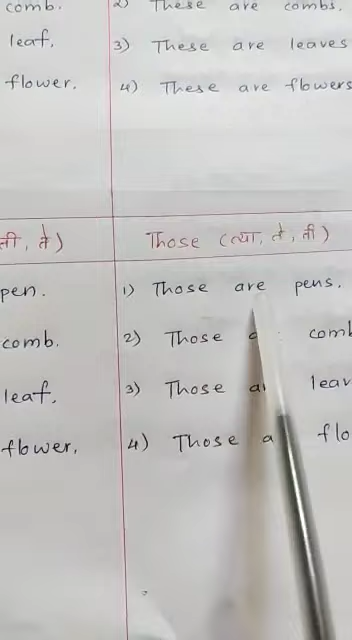 comb. 2) These are combs.
leaf. 3) These are leaves
flower. 4) These are flowers
ती, ते) Those (त्या, ते, ती)
pen. 1) Those are pens.
comb. 2) Those
leaf. 3) Those
flower. 4) Those